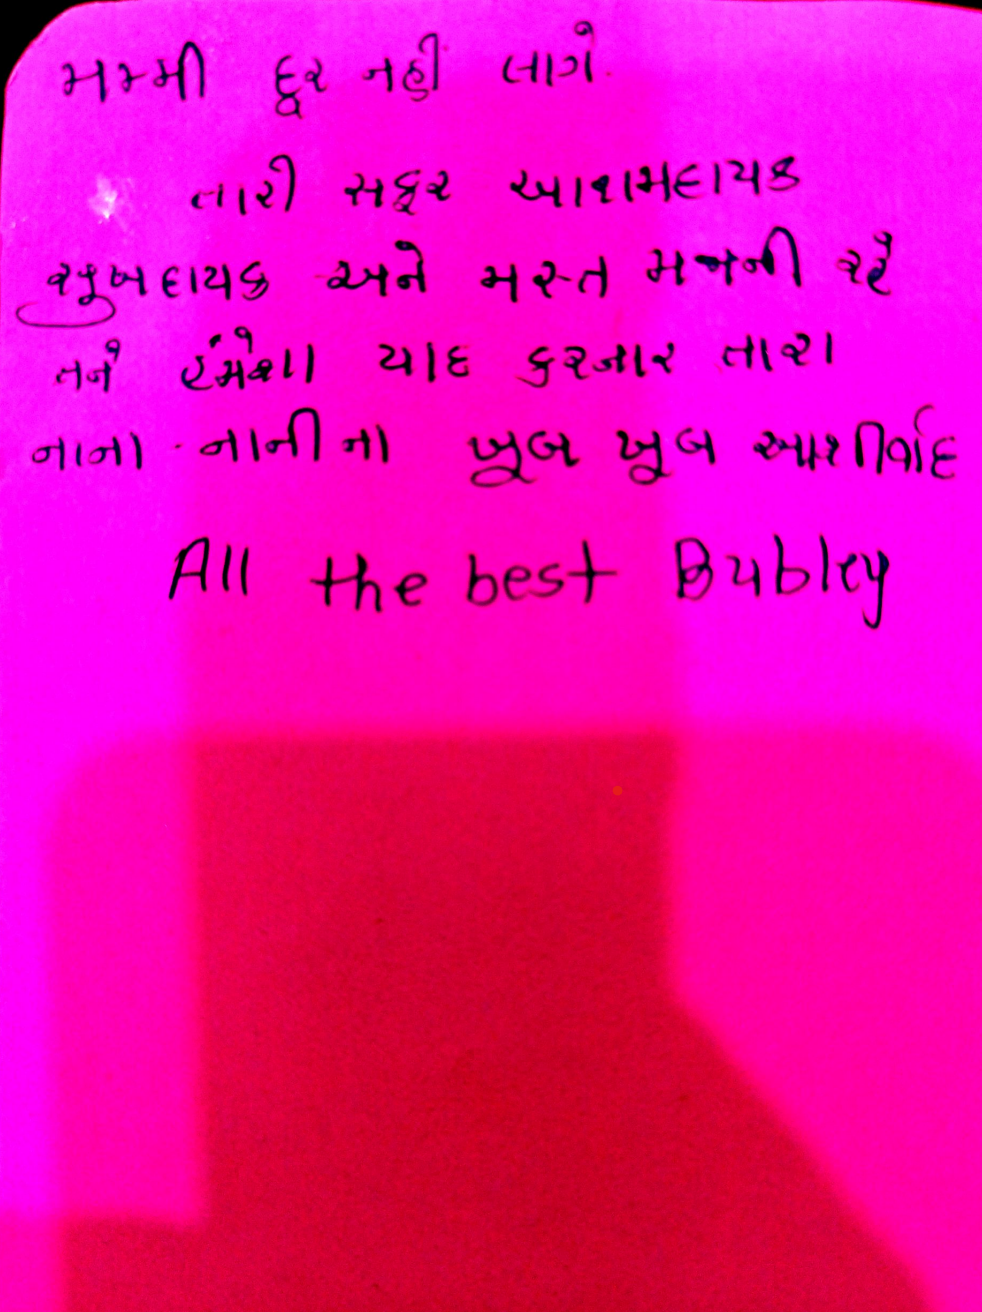 મમ્મી દૂર નહી લાગે.
તારી સફર આરામદાયક
સુખદાયક અને મસ્ત મજાની રહે
તને હંમેશા યાદ કરનાર તારા
નાના - નાની ના ખૂબ ખૂબ આશીર્વાદ
All the best Bubley